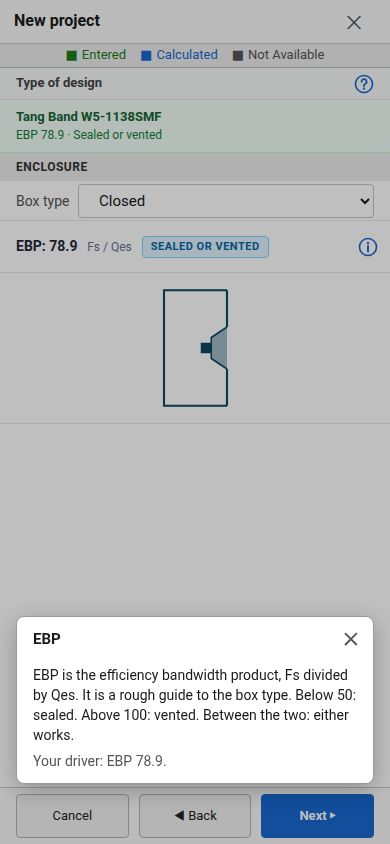 New project
Entered Calculated Not Available
Type of design
Tang Band W5-1138SMF
EBP 78.9 · Sealed or vented
ENCLOSURE
Box type Closed
EBP: 78.9 Fs / Qes SEALED OR VENTED
EBP
EBP is the efficiency bandwidth product, Fs divided
by Qes. It is a rough guide to the box type. Below 50:
sealed. Above 100: vented. Between the two: either
works.
Your driver: EBP 78.9.
Cancel Back Next